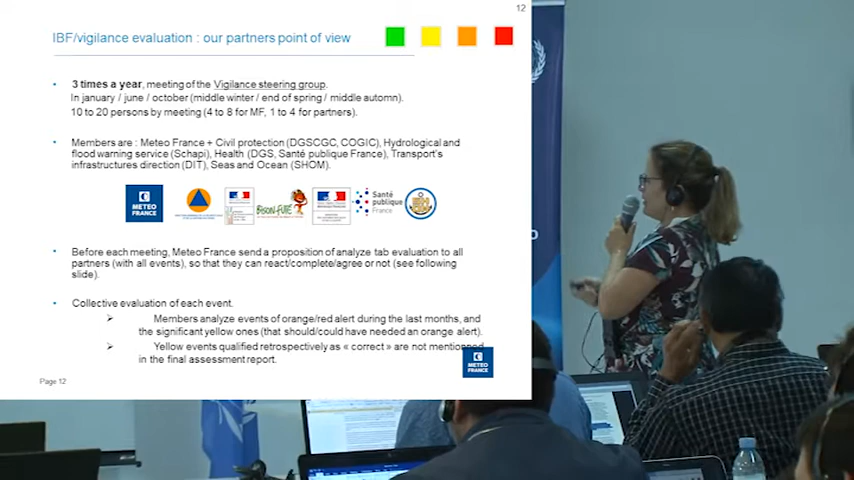 12
IBF/vigilance evaluation : our partners point of view
• 3 times a year, meeting of the Vigilance steering group.
In january / june / october (middle winter / end of spring / middle automn).
10 to 20 persons by meeting (4 to 8 for MF, 1 to 4 for partners).
• Members are : Meteo France + Civil protection (DGSCGC, COGIC), Hydrological and
flood warning service (Schapi), Health (DGS, Santé publique France), Transport's
infrastructures direction (DIT), Seas and Ocean (SHOM).
METEO
FRANCE
BISON-FUTE
Santé
publique
France
• Before each meeting, Meteo France send a proposition of analyze tab evaluation to all
partners (with all events), so that they can react/complete/agree or not (see following
slide).
• Collective evaluation of each event.
➢ Members analyze events of orange/red alert during the last months, and
the significant yellow ones (that should/could have needed an orange alert).
➢ Yellow events qualified retrospectively as « correct » are not mentionned
in the final assessment report.
METEO
FRANCE
Page 12